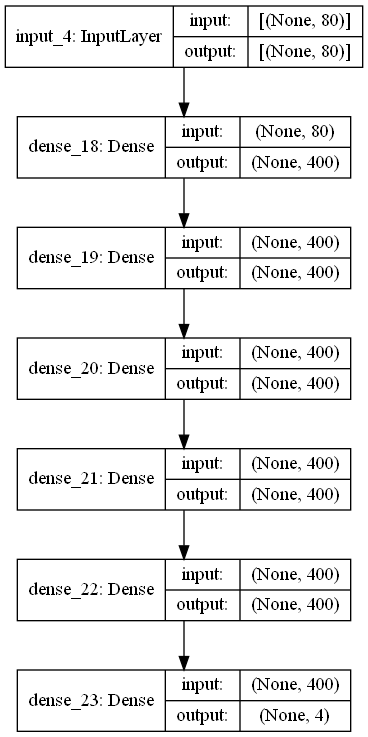 input_4: InputLayer input: [(None, 80)]
output: [(None, 80)]
dense_18: Dense input: (None, 80)
output: (None, 400)
dense_19: Dense input: (None, 400)
output: (None, 400)
dense_20: Dense input: (None, 400)
output: (None, 400)
dense_21: Dense input: (None, 400)
output: (None, 400)
dense_22: Dense input: (None, 400)
output: (None, 400)
dense_23: Dense input: (None, 400)
output: (None, 4)